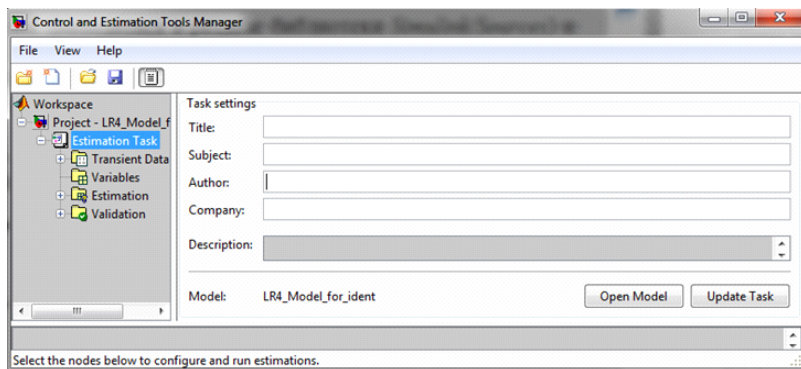 Control and Estimation Tools Manager
File View Help
Workspace
Project - LR4_Model_f
Estimation Task
Transient Data
Variables
Estimation
Validation
Task settings
Title:
Subject:
Author:
Company:
Description:
Model: LR4_Model_for_ident
Open Model
Update Task
Select the nodes below to configure and run estimations.